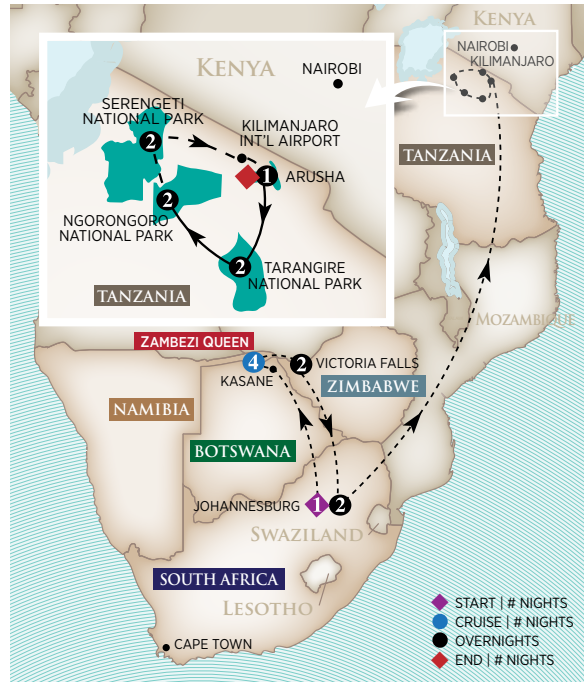 KENYA
NAIROBI
KILIMANJARO
TANZANIA
MOZAMBIQUE
KENYA
NAIROBI
SERENGETI
NATIONAL PARK
2
KILIMANJARO
INT'L AIRPORT
1
ARUSHA
2
NGORONGORO
NATIONAL PARK
2
TARANGIRE
NATIONAL PARK
TANZANIA
ZAMBEZI QUEEN
4
KASANE
2
VICTORIA FALLS
ZIMBABWE
NAMIBIA
BOTSWANA
JOHANNESBURG
1
2
SWAZILAND
SOUTH AFRICA
LESOTHO
CAPE TOWN
START | # NIGHTS
CRUISE | # NIGHTS
OVERNIGHTS
END | # NIGHTS